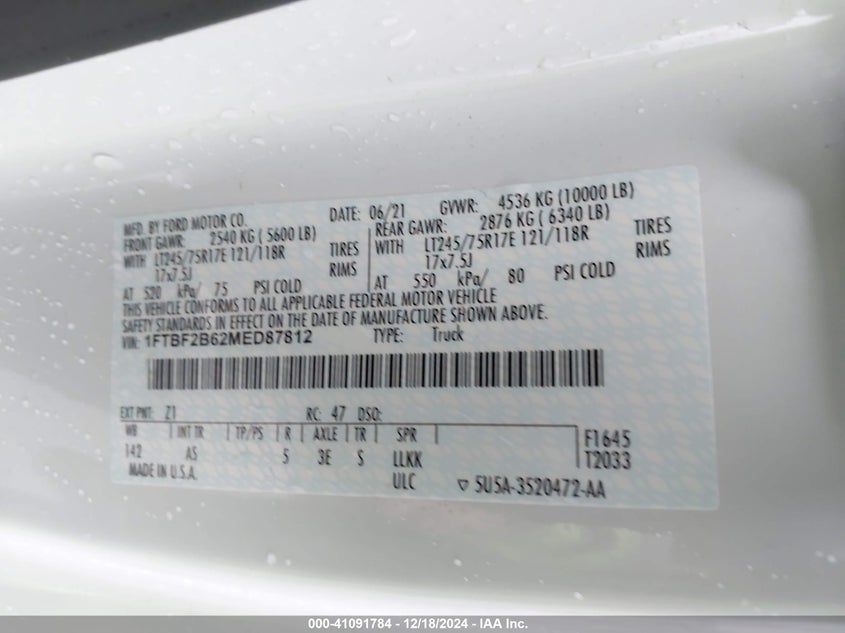 MFD. BY FORD MOTOR CO. DATE: 06/21 GVWR: 4536 KG (10000 LB)
FRONT GAWR: 2540 KG ( 5600 LB) REAR GAWR: 2876 KG ( 6340 LB)
WITH LT245/75R17E 121/118R TIRES WITH LT245/75R17E 121/118R TIRES
17x7.5J RIMS 17x7.5J RIMS
AT 520 kPa/ 75 PSI COLD AT 550 kPa/ 80 PSI COLD
THIS VEHICLE CONFORMS TO ALL APPLICABLE FEDERAL MOTOR VEHICLE
SAFETY STANDARDS IN EFFECT ON THE DATE OF MANUFACTURE SHOWN ABOVE.
VIN: 1FTBF2B62MED87812 TYPE: Truck
EXT PNT: Z1 RC: 47 DSO:
WB INT TR TP/PS R AXLE TR SPR F1645
142 AS 5 3E S LLKK T2033
MADE IN U.S.A. ULC ▽ 5U5A-3520472-AA
000-41091784 - 12/18/2024 - IAA Inc.